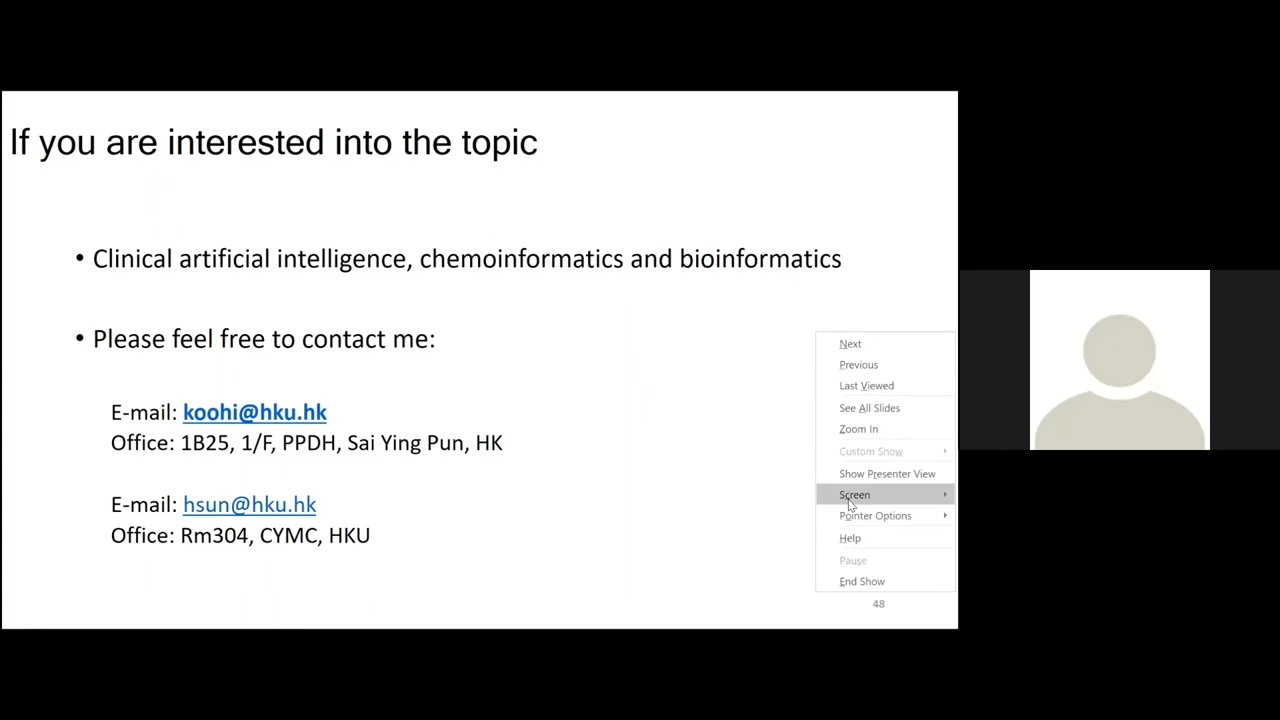 If you are interested into the topic
• Clinical artificial intelligence, chemoinformatics and bioinformatics
• Please feel free to contact me:
E-mail: koohi@hku.hk
Office: 1B25, 1/F, PPDH, Sai Ying Pun, HK
E-mail: hsun@hku.hk
Office: Rm304, CYMC, HKU
Next
Previous
Last Viewed
See All Slides
Zoom In
Custom Show
Show Presenter View
Screen
Pointer Options
Help
Pause
End Show
48